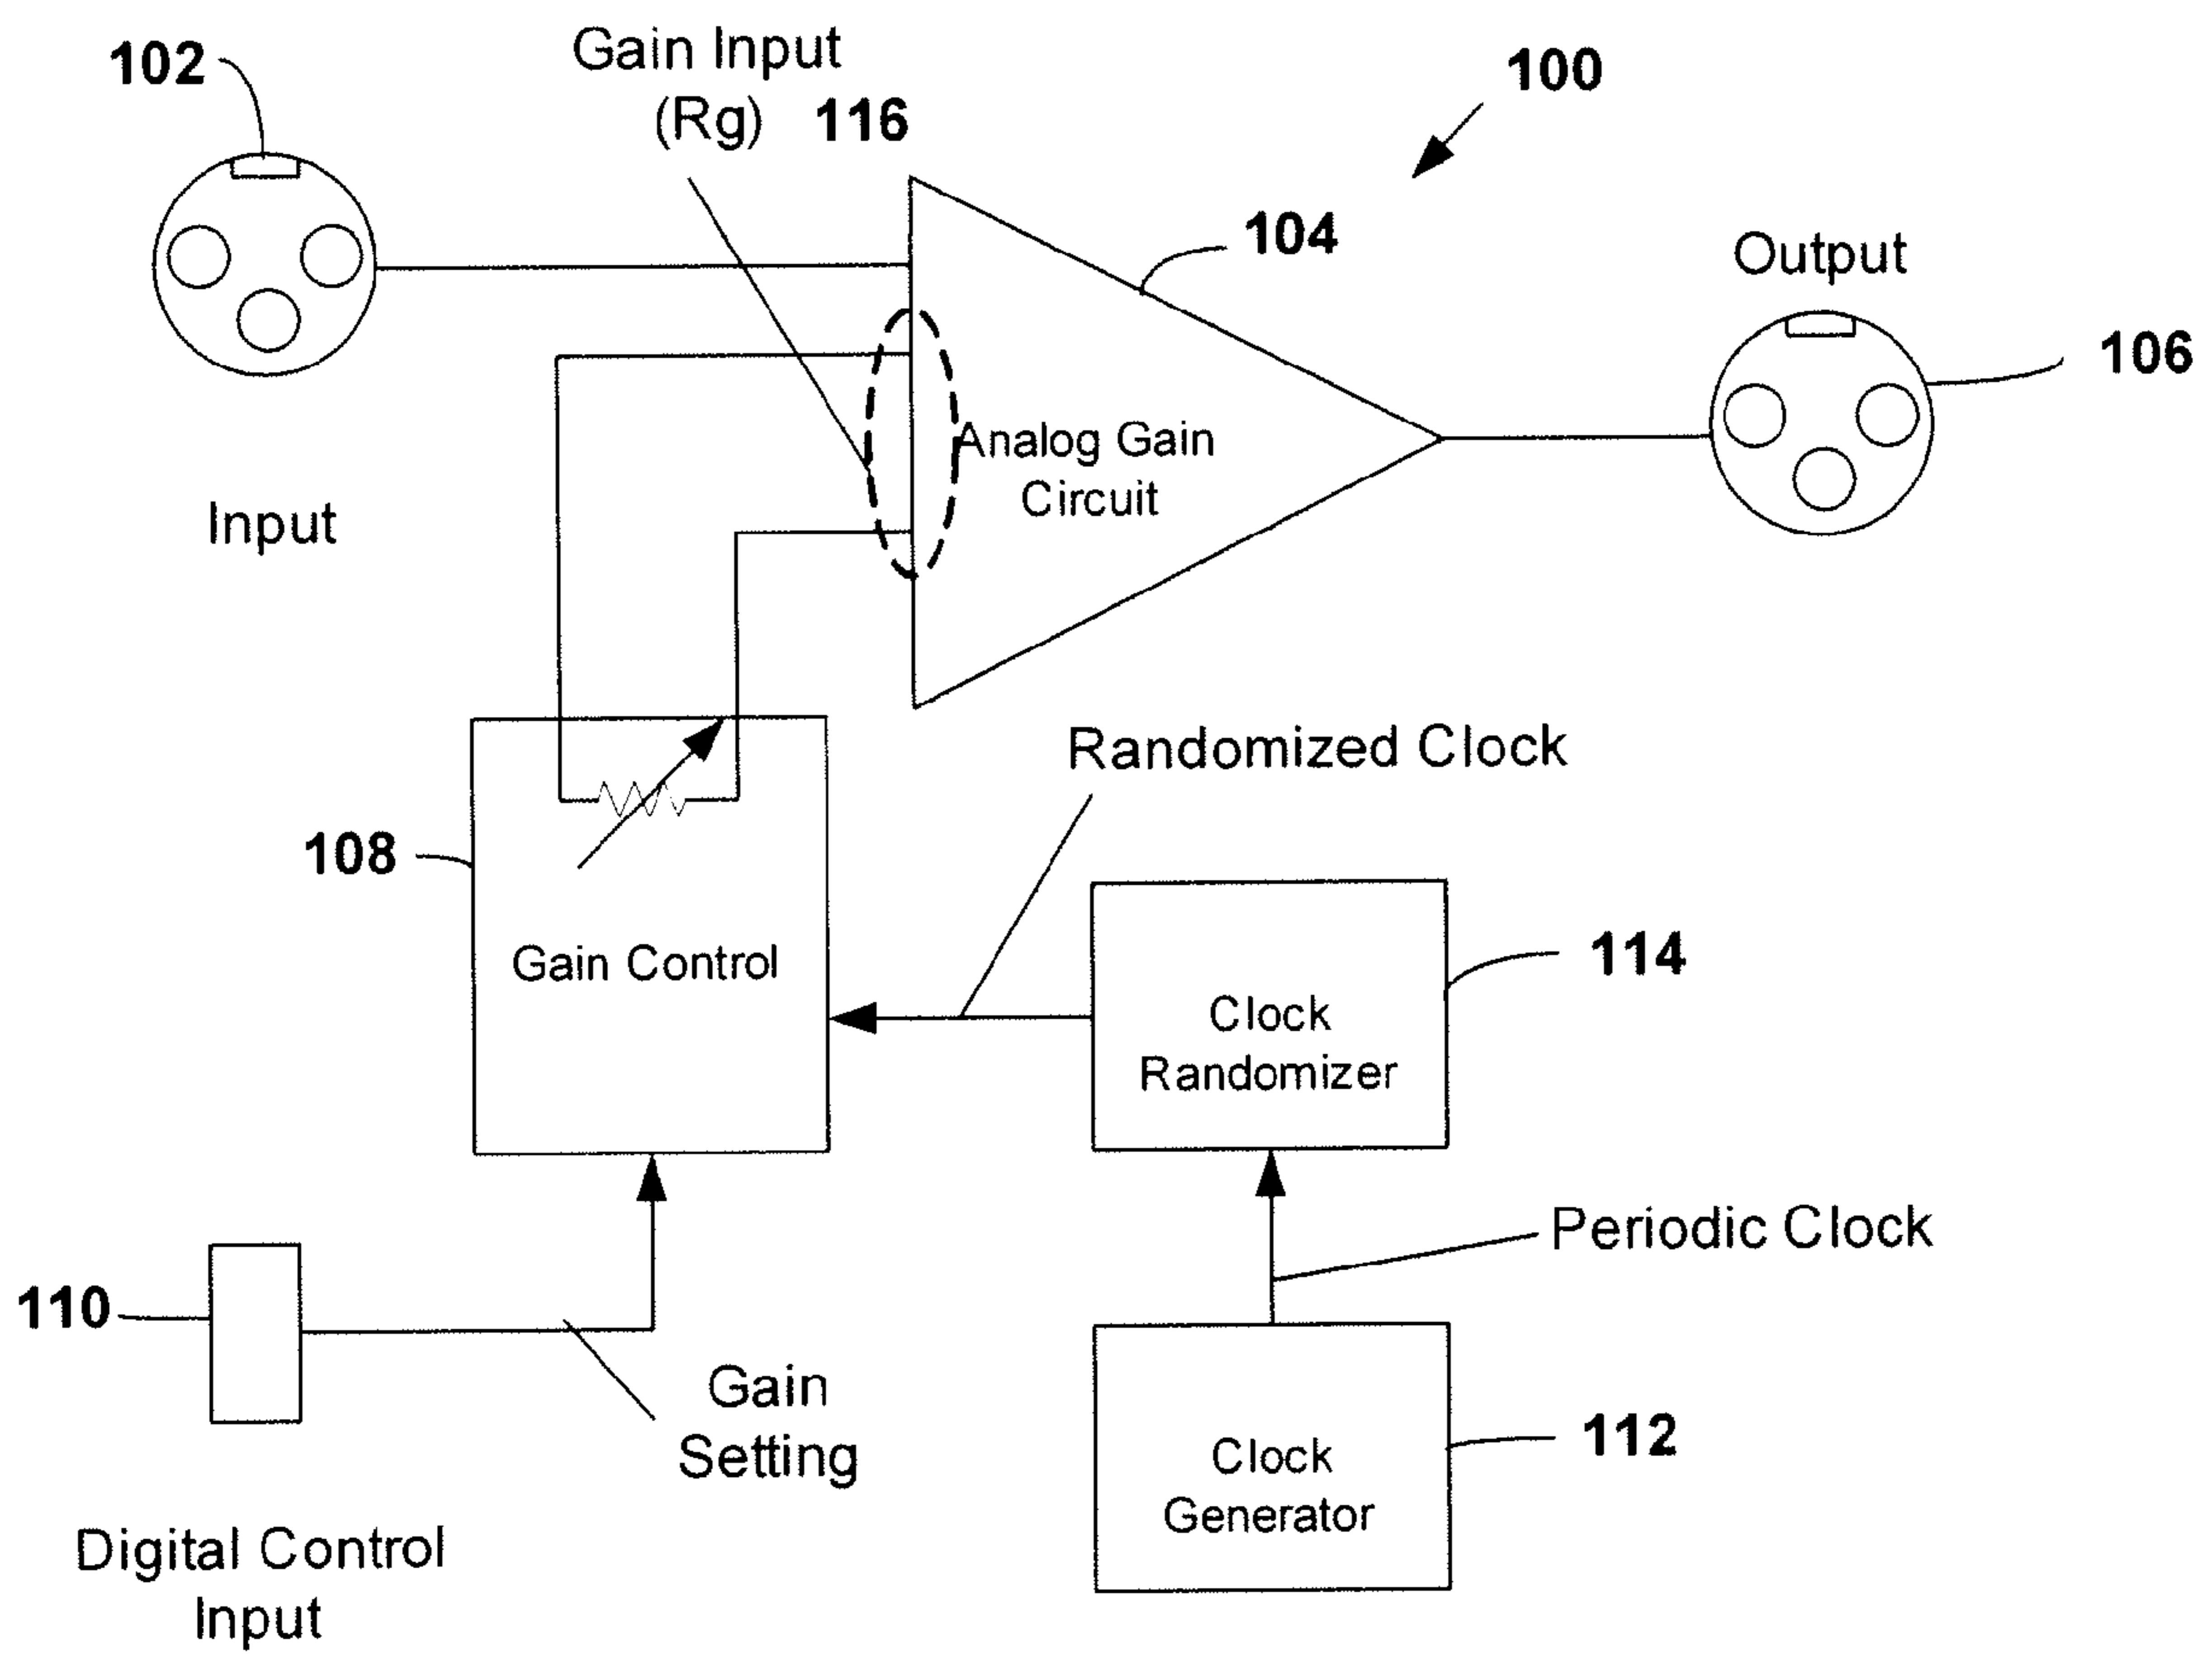 102
Gain Input
(Rg) 116
100
104
Output
106
Analog Gain
Circuit
Input
Randomized Clock
108
Gain Control
114
Clock
Randomizer
Periodic Clock
110
Gain
Setting
112
Clock
Generator
Digital Control
Input